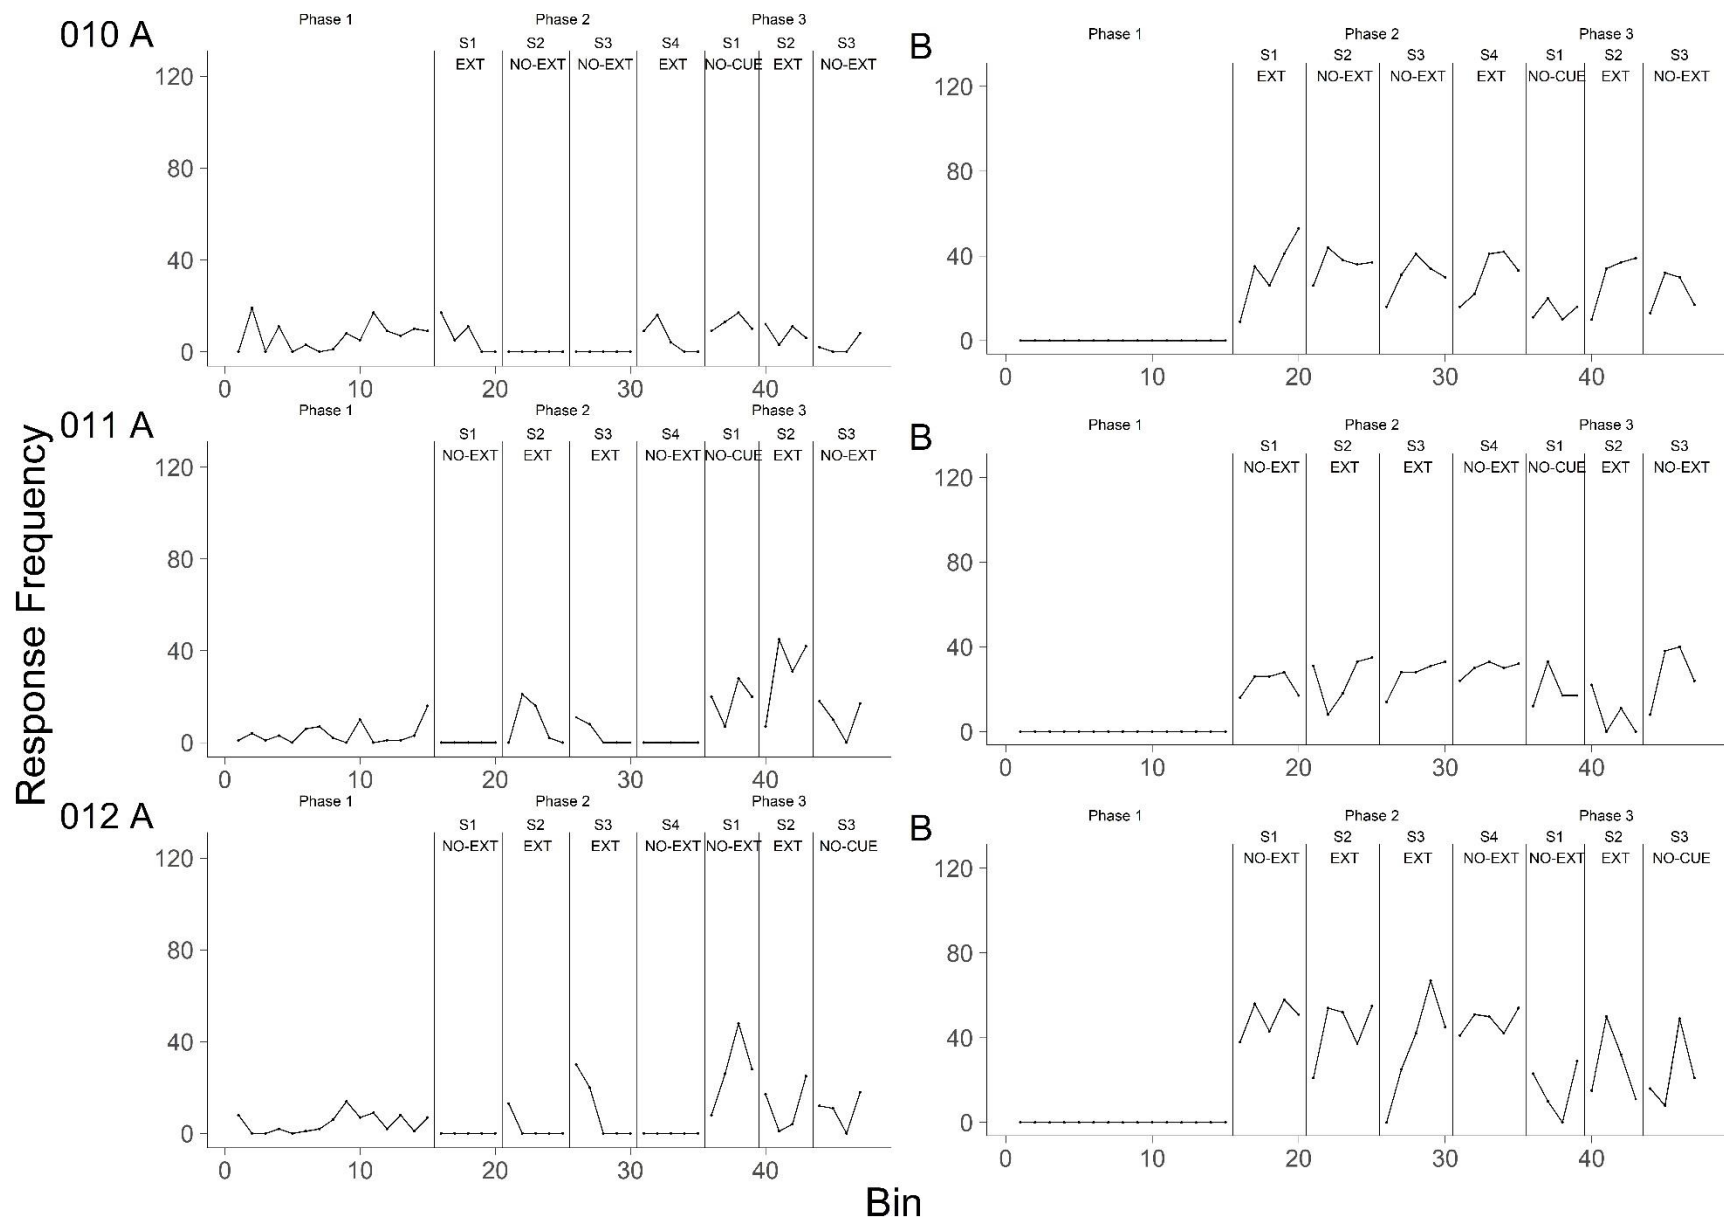 010 A
Phase 1 Phase 2 Phase 3
S1 S2 S3 S4 S1 S2 S3
EXT NO-EXT NO-EXT EXT NO-CUE EXT NO-EXT
120
80
40
0
0 10 20 30 40
B
Phase 1 Phase 2 Phase 3
S1 S2 S3 S4 S1 S2 S3
EXT NO-EXT NO-EXT EXT NO-CUE EXT NO-EXT
120
80
40
0
0 10 20 30 40
Response Frequency
011 A
Phase 1 Phase 2 Phase 3
S1 S2 S3 S4 S1 S2 S3
NO-EXT EXT EXT NO-EXT NO-CUE EXT NO-EXT
120
80
40
0
0 10 20 30 40
B
Phase 1 Phase 2 Phase 3
S1 S2 S3 S4 S1 S2 S3
NO-EXT EXT EXT NO-EXT NO-CUE EXT NO-EXT
120
80
40
0
0 10 20 30 40
012 A
Phase 1 Phase 2 Phase 3
S1 S2 S3 S4 S1 S2 S3
NO-EXT EXT EXT NO-EXT NO-EXT EXT NO-CUE
120
80
40
0
0 10 20 30 40
B
Phase 1 Phase 2 Phase 3
S1 S2 S3 S4 S1 S2 S3
NO-EXT EXT EXT NO-EXT NO-EXT EXT NO-CUE
120
80
40
0
0 10 20 30 40
Bin